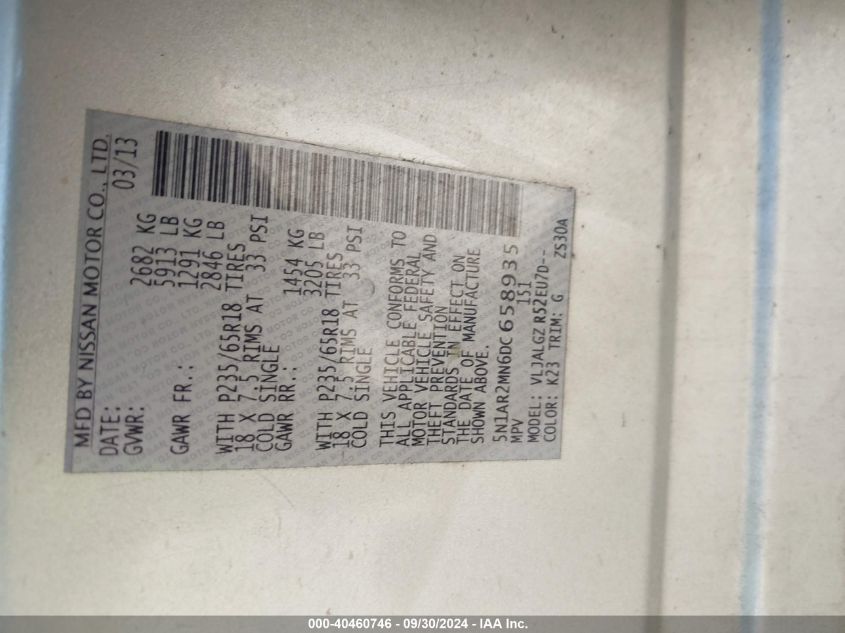 MFD BY NISSAN MOTOR CO., LTD.
DATE: 03/13
GVWR: 2682 KG
5913 LB
GAWR FR.: 1291 KG
2846 LB
WITH P235/65R18 TIRES
18 X 7.5 RIMS AT 33 PSI
COLD SINGLE
GAWR RR.: 1454 KG
3205 LB
WITH P235/65R18 TIRES
18 X 7.5 RIMS AT 33 PSI
COLD SINGLE
THIS VEHICLE CONFORMS TO
ALL APPLICABLE FEDERAL
MOTOR VEHICLE SAFETY AND
THEFT PREVENTION
STANDARDS IN EFFECT ON
THE DATE OF MANUFACTURE
SHOWN ABOVE.
5N1AR2MN6DC658935
MPV 1S1
MODEL: VLJALGZ R52EU7D--
COLOR: K23 TRIM: G ZS30A
000-40460746 - 09/30/2024 - IAA Inc.